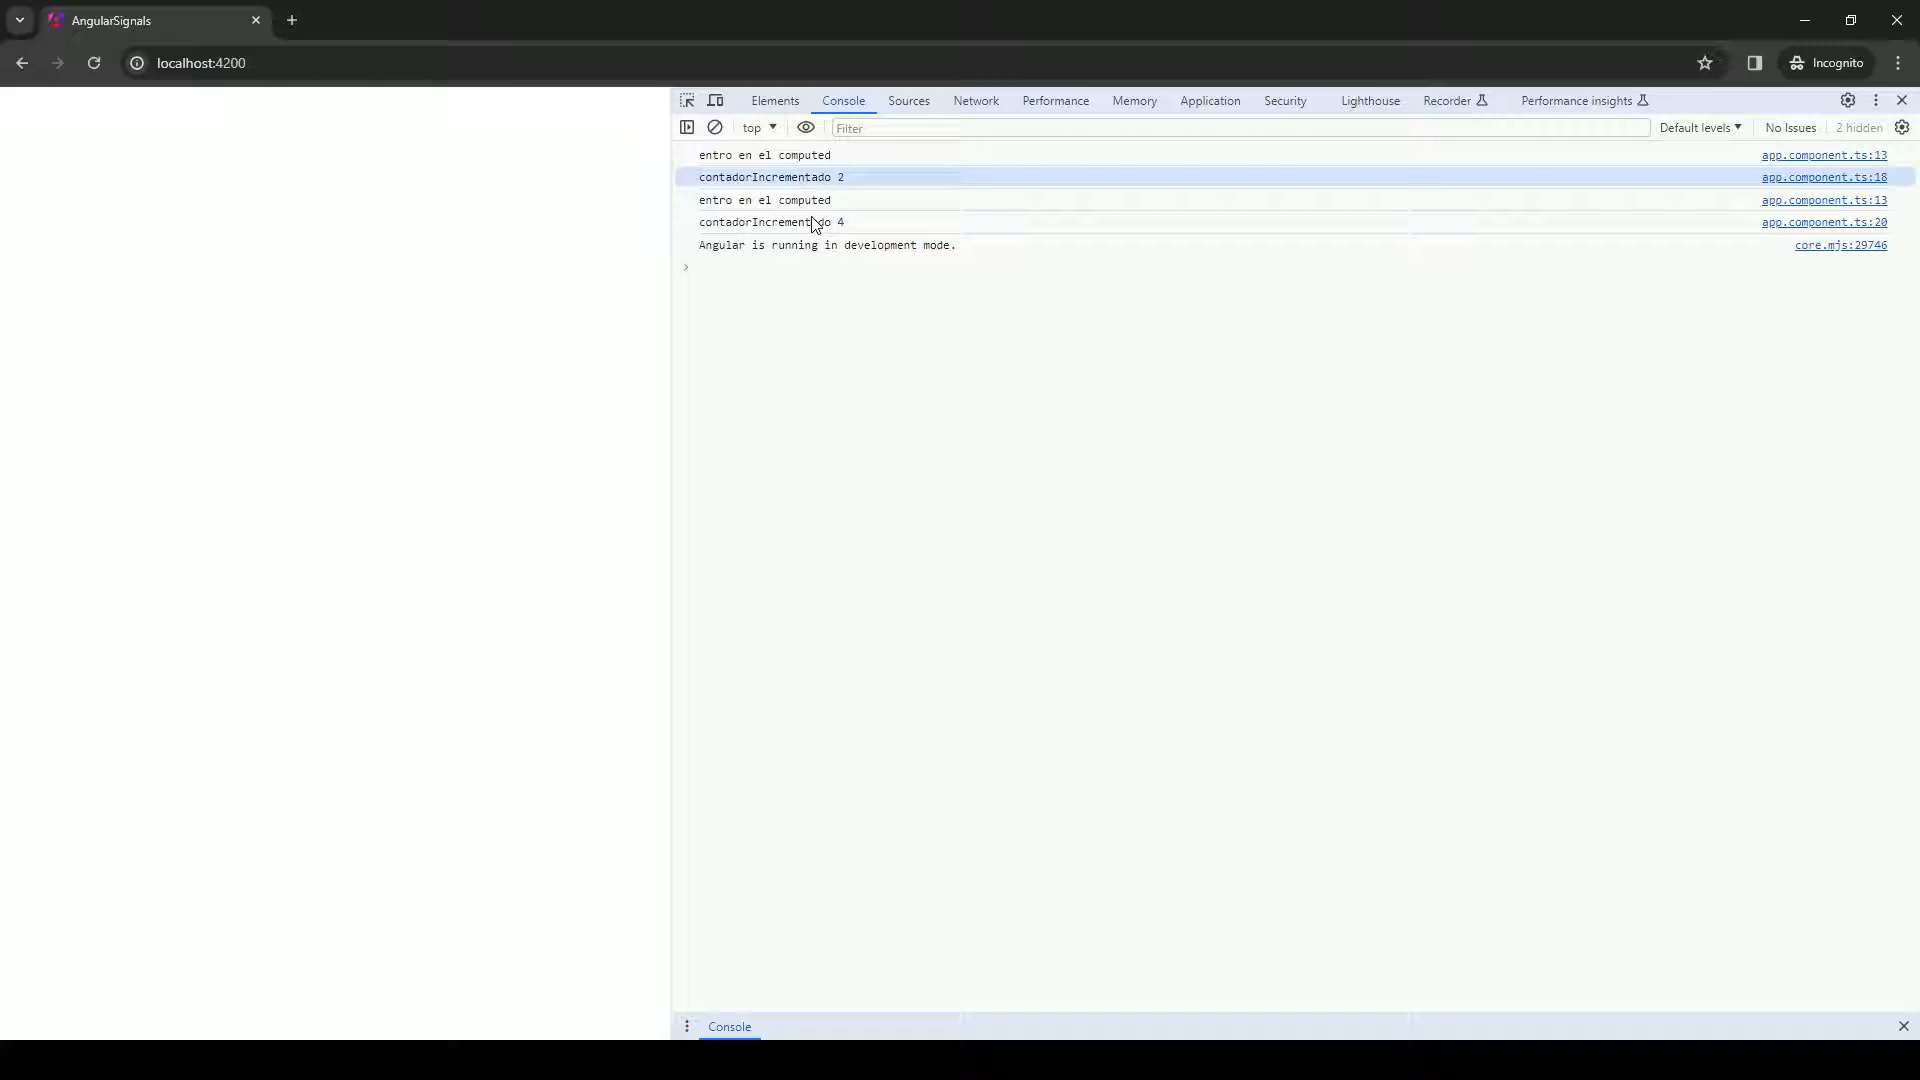 AngularSignals
localhost:4200
Incognito
Elements Console Sources Network Performance Memory Application Security Lighthouse Recorder Performance insights
top Filter Default levels No Issues 2 hidden
entro en el computed app.component.ts:13
contadorIncrementado 2 app.component.ts:18
entro en el computed app.component.ts:13
contadorIncrementado 4 app.component.ts:20
Angular is running in development mode. core.mjs:29746
Console